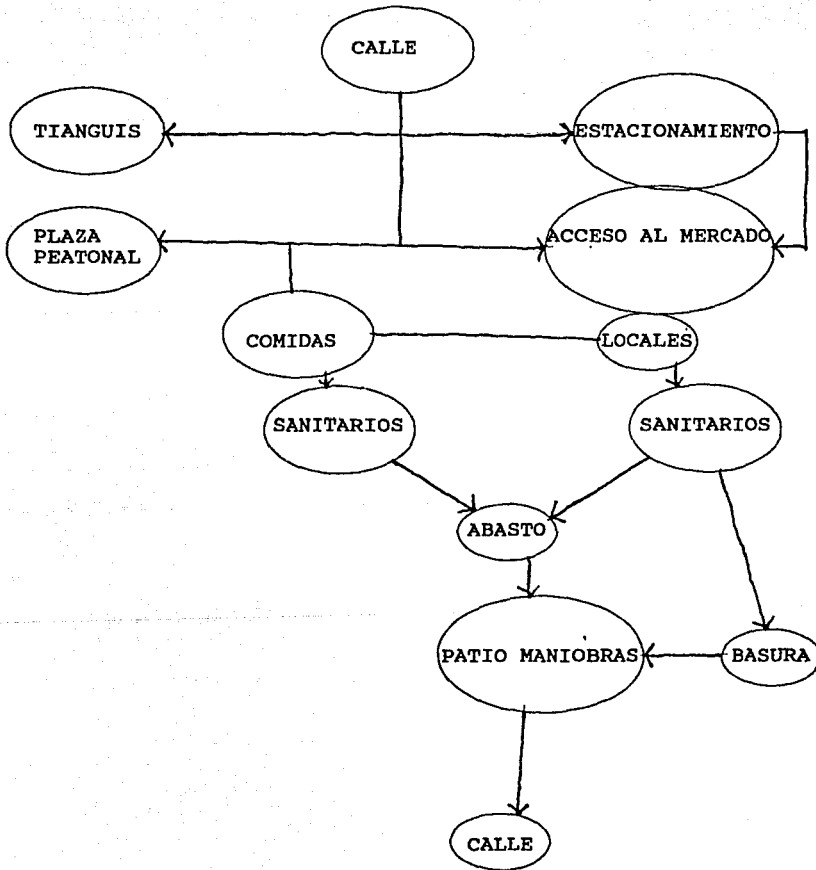 CALLE
TIANGUIS
ESTACIONAMIENTO
PLAZA
PEATONAL
ACCESO AL MERCADO
COMIDAS
LOCALES
SANITARIOS
SANITARIOS
ABASTO
PATIO MANIOBRAS
BASURA
CALLE